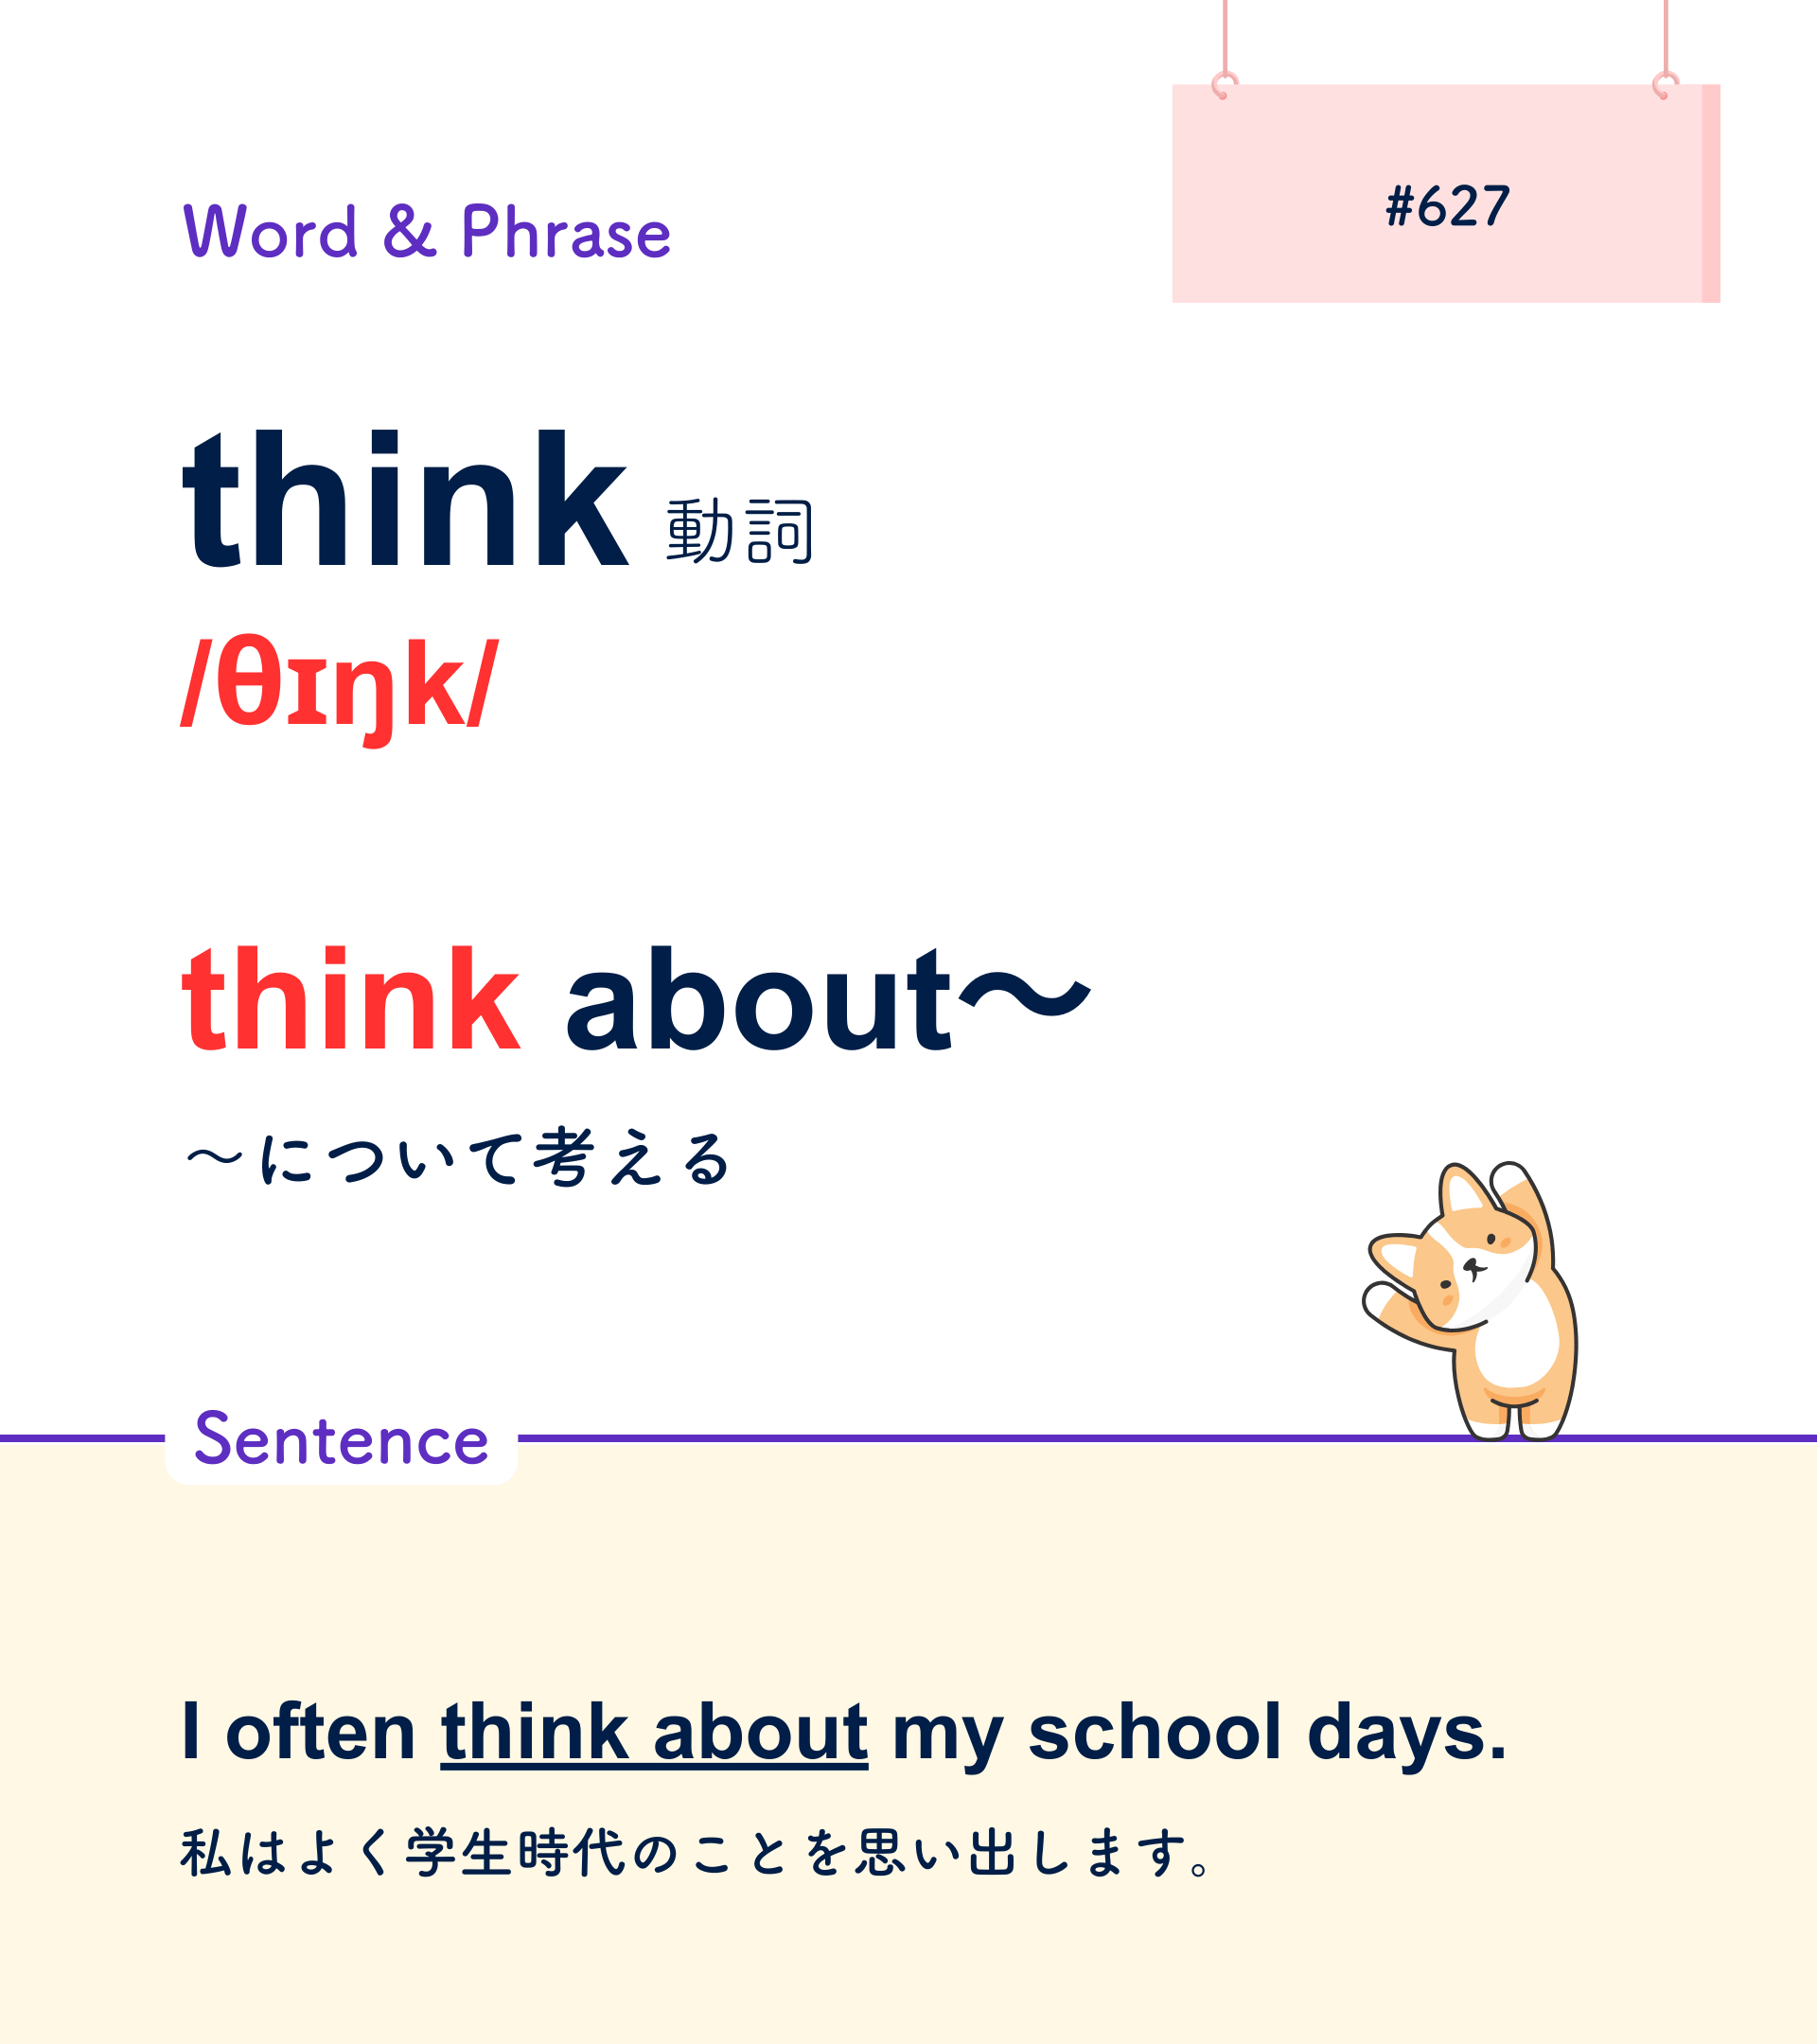 Word & Phrase
#627
think 動詞
/θɪŋk/
think about〜
〜について考える
Sentence
I often think about my school days.
私はよく学生時代のことを思い出します。